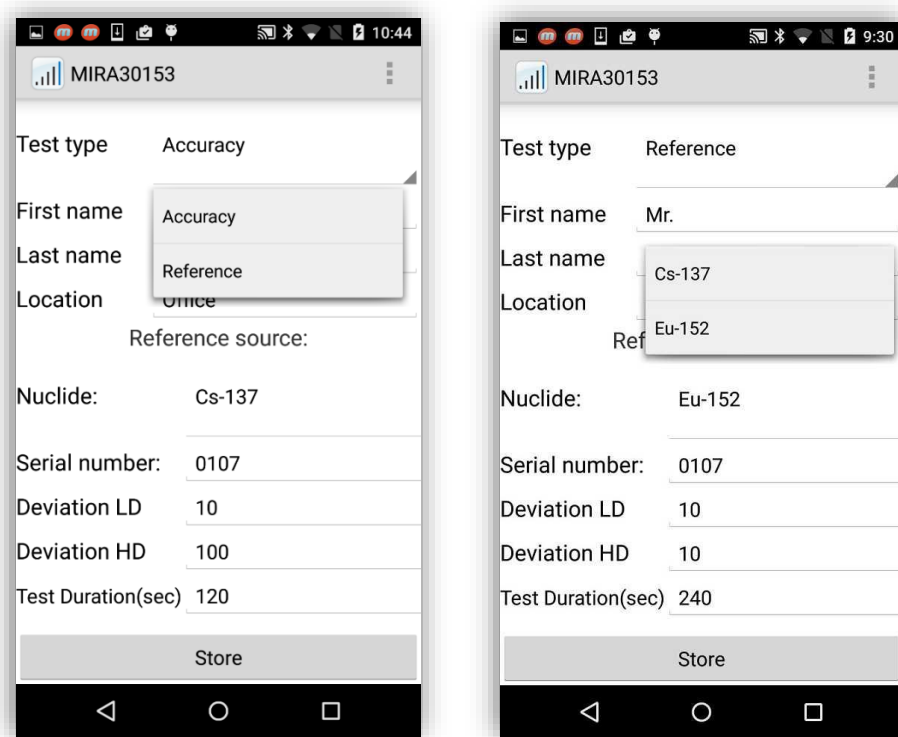 10:44
MIRA30153
Test type Accuracy
First name Accuracy
Last name
Reference
Location Office
Reference source:
Nuclide: Cs-137
Serial number: 0107
Deviation LD 10
Deviation HD 100
Test Duration(sec) 120
Store
9:30
MIRA30153
Test type Reference
First name Mr.
Last name
Cs-137
Location
Eu-152
Ref
Nuclide: Eu-152
Serial number: 0107
Deviation LD 10
Deviation HD 10
Test Duration(sec) 240
Store